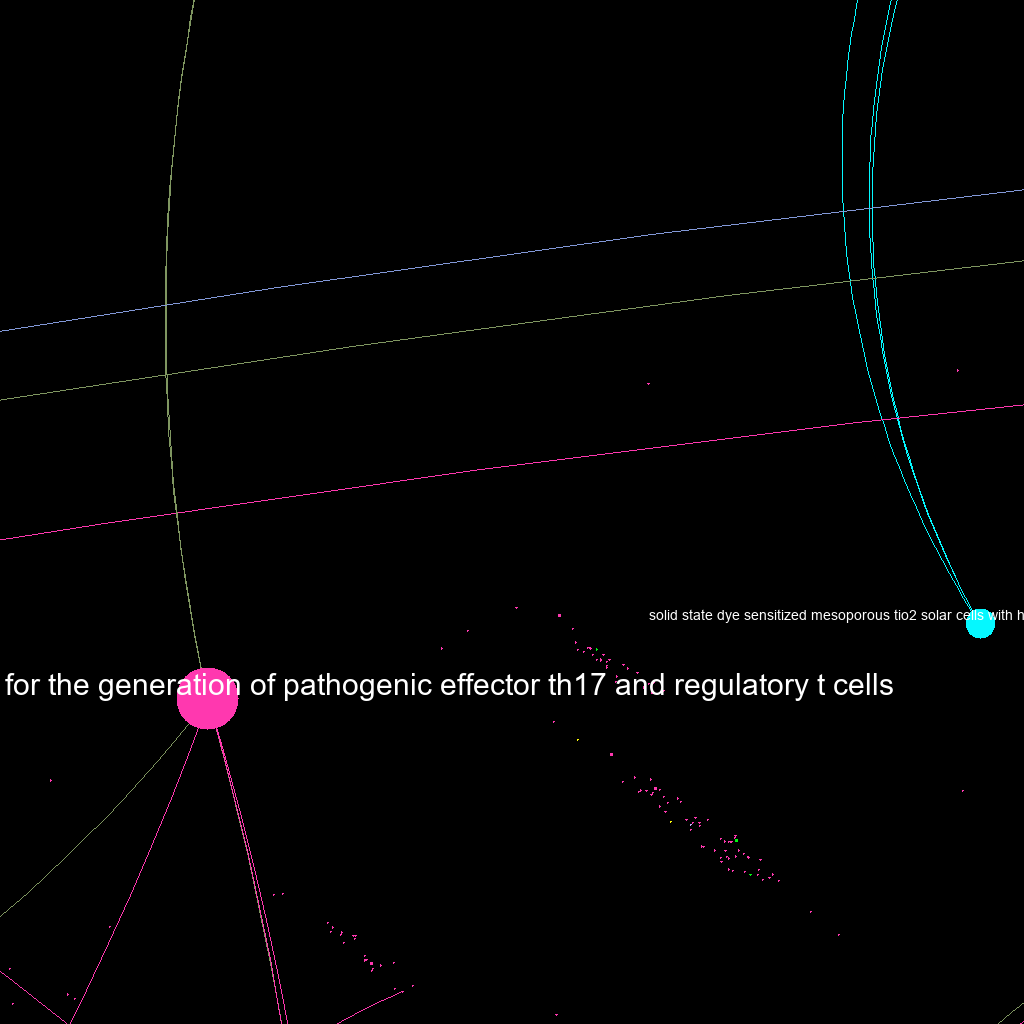 solid state dye sensitized mesoporous tio2 solar cells with h
for the generation of pathogenic effector th17 and regulatory t cells